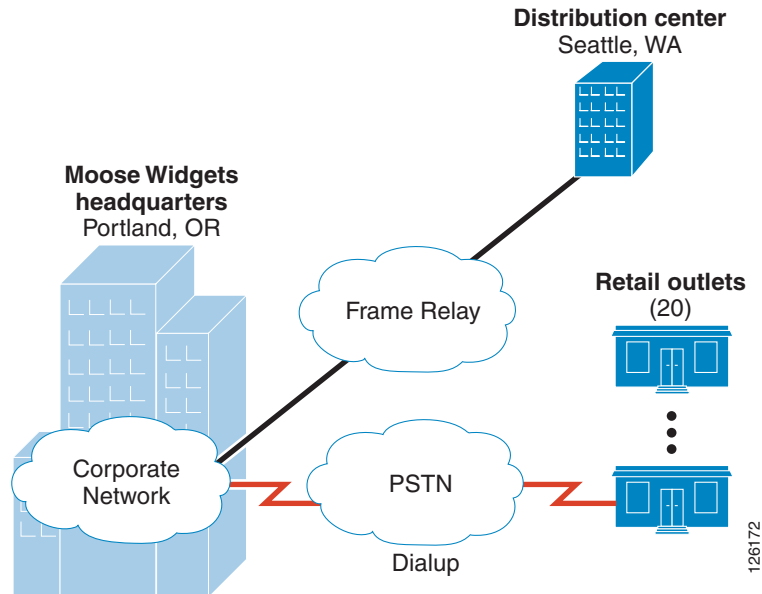 Distribution center
Seattle, WA
Moose Widgets
headquarters
Portland, OR
Frame Relay
Retail outlets
(20)
Corporate
Network
PSTN
Dialup
126172